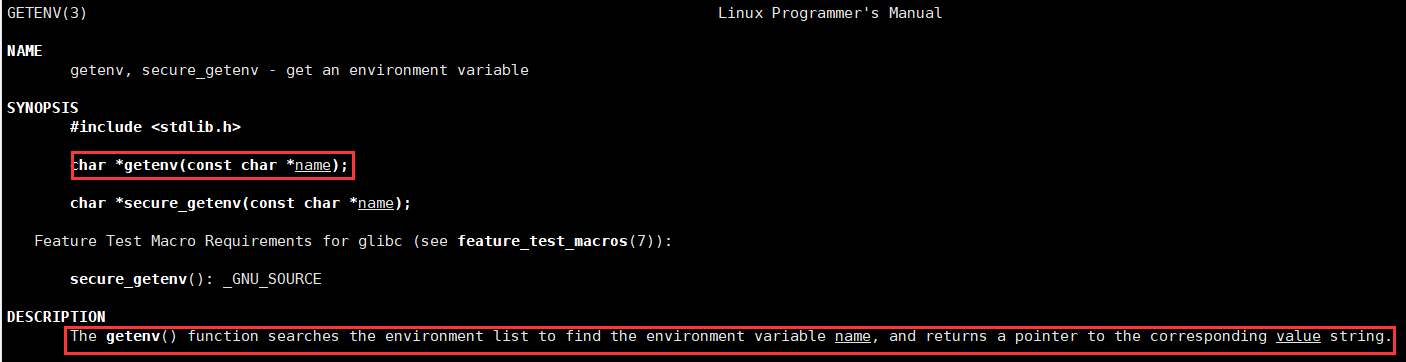 GETENV(3) Linux Programmer's Manual
NAME
getenv, secure_getenv - get an environment variable
SYNOPSIS
#include <stdlib.h>
char *getenv(const char *name);
char *secure_getenv(const char *name);
Feature Test Macro Requirements for glibc (see feature_test_macros(7)):
secure_getenv(): _GNU_SOURCE
DESCRIPTION
The getenv() function searches the environment list to find the environment variable name, and returns a pointer to the corresponding value string.